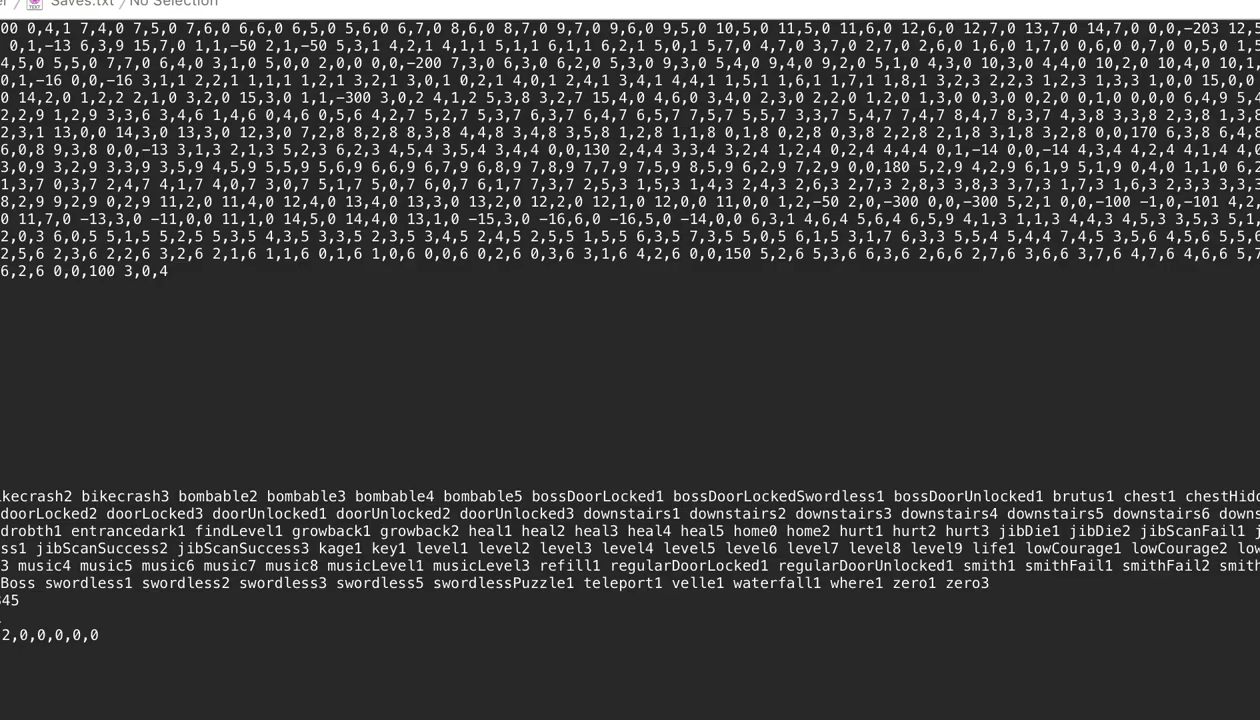 Saves.txt No Selection
00 0,4,1 7,4,0 7,5,0 7,6,0 6,6,0 6,5,0 5,6,0 6,7,0 8,6,0 8,7,0 9,7,0 9,6,0 9,5,0 10,5,0 11,5,0 11,6,0 12,6,0 12,7,0 13,7,0 14,7,0 0,0,−203 12,5
0,1,−13 6,3,9 15,7,0 1,1,−50 2,1,−50 5,3,1 4,2,1 4,1,1 5,1,1 6,1,1 6,2,1 5,0,1 5,7,0 4,7,0 3,7,0 2,7,0 2,6,0 1,6,0 1,7,0 0,6,0 0,7,0 0,5,0 1,
4,5,0 5,5,0 7,7,0 6,4,0 3,1,0 5,0,0 2,0,0 0,0,−200 7,3,0 6,3,0 6,2,0 5,3,0 9,3,0 5,4,0 9,4,0 9,2,0 5,1,0 4,3,0 10,3,0 4,4,0 10,2,0 10,4,0 10,1
0,1,−16 0,0,−16 3,1,1 2,2,1 1,1,1 1,2,1 3,2,1 3,0,1 0,2,1 4,0,1 2,4,1 3,4,1 4,4,1 1,5,1 1,6,1 1,7,1 1,8,1 3,2,3 2,2,3 1,2,3 1,3,3 1,0,0 15,0,0
0 14,2,0 1,2,2 2,1,0 3,2,0 15,3,0 1,1,−300 3,0,2 4,1,2 5,3,8 3,2,7 15,4,0 4,6,0 3,4,0 2,3,0 2,2,0 1,2,0 1,3,0 0,3,0 0,2,0 0,1,0 0,0,0 6,4,9 5,4
2,2,9 1,2,9 3,3,6 3,4,6 1,4,6 0,4,6 0,5,6 4,2,7 5,2,7 5,3,7 6,3,7 6,4,7 6,5,7 7,5,7 5,5,7 3,3,7 5,4,7 7,4,7 8,4,7 8,3,7 4,3,8 3,3,8 2,3,8 1,3,8
2,3,1 13,0,0 14,3,0 13,3,0 12,3,0 7,2,8 8,2,8 8,3,8 4,4,8 3,4,8 3,5,8 1,2,8 1,1,8 0,1,8 0,2,8 0,3,8 2,2,8 2,1,8 3,1,8 3,2,8 0,0,170 6,3,8 6,4,8
6,0,8 9,3,8 0,0,−13 3,1,3 2,1,3 5,2,3 6,2,3 4,5,4 3,5,4 3,4,4 0,0,130 2,4,4 3,3,4 3,2,4 1,2,4 0,2,4 4,4,4 0,1,−14 0,0,−14 4,3,4 4,2,4 4,1,4 4,0
3,0,9 3,2,9 3,3,9 3,5,9 4,5,9 5,5,9 5,6,9 6,6,9 6,7,9 6,8,9 7,8,9 7,7,9 7,5,9 8,5,9 6,2,9 7,2,9 0,0,180 5,2,9 4,2,9 6,1,9 5,1,9 0,4,0 1,1,0 6,2
1,3,7 0,3,7 2,4,7 4,1,7 4,0,7 3,0,7 5,1,7 5,0,7 6,0,7 6,1,7 7,3,7 2,5,3 1,5,3 1,4,3 2,4,3 2,6,3 2,7,3 2,8,3 3,8,3 3,7,3 1,7,3 1,6,3 2,3,3 3,3,3
8,2,9 9,2,9 0,2,9 11,2,0 11,4,0 12,4,0 13,4,0 13,3,0 13,2,0 12,2,0 12,1,0 12,0,0 11,0,0 1,2,−50 2,0,−300 0,0,−300 5,2,1 0,0,−100 −1,0,−101 4,2
0 11,7,0 −13,3,0 −11,0,0 11,1,0 14,5,0 14,4,0 13,1,0 −15,3,0 −16,6,0 −16,5,0 −14,0,0 6,3,1 4,6,4 5,6,4 6,5,9 4,1,3 1,1,3 4,4,3 4,5,3 3,5,3 5,1
2,0,3 6,0,5 5,1,5 5,2,5 5,3,5 4,3,5 3,3,5 2,3,5 3,4,5 2,4,5 2,5,5 1,5,5 6,3,5 7,3,5 5,0,5 6,1,5 3,1,7 6,3,3 5,5,4 5,4,4 7,4,5 3,5,6 4,5,6 5,5,6
2,5,6 2,3,6 2,2,6 3,2,6 2,1,6 1,1,6 0,1,6 1,0,6 0,0,6 0,2,6 0,3,6 3,1,6 4,2,6 0,0,150 5,2,6 5,3,6 6,3,6 2,6,6 2,7,6 3,6,6 3,7,6 4,7,6 4,6,6 5,7
6,2,6 0,0,100 3,0,4
ikecrash2 bikecrash3 bombable2 bombable3 bombable4 bombable5 bossDoorLocked1 bossDoorLockedSwordless1 bossDoorUnlocked1 brutus1 chest1 chestHidd
doorLocked2 doorLocked3 doorUnlocked1 doorUnlocked2 doorUnlocked3 downstairs1 downstairs2 downstairs3 downstairs4 downstairs5 downstairs6 downs
drobth1 entrancedark1 findLevel1 growback1 growback2 heal1 heal2 heal3 heal4 heal5 home0 home2 hurt1 hurt2 hurt3 jibDie1 jibDie2 jibScanFail1 j
ss1 jibScanSuccess2 jibScanSuccess3 kage1 key1 level1 level2 level3 level4 level5 level6 level7 level8 level9 life1 lowCourage1 lowCourage2 low
3 music4 music5 music6 music7 music8 musicLevel1 musicLevel3 refill1 regularDoorLocked1 regularDoorUnlocked1 smith1 smithFail1 smithFail2 smith
Boss swordless1 swordless2 swordless3 swordless5 swordlessPuzzle1 teleport1 velle1 waterfall1 where1 zero1 zero3
45
2,0,0,0,0,0